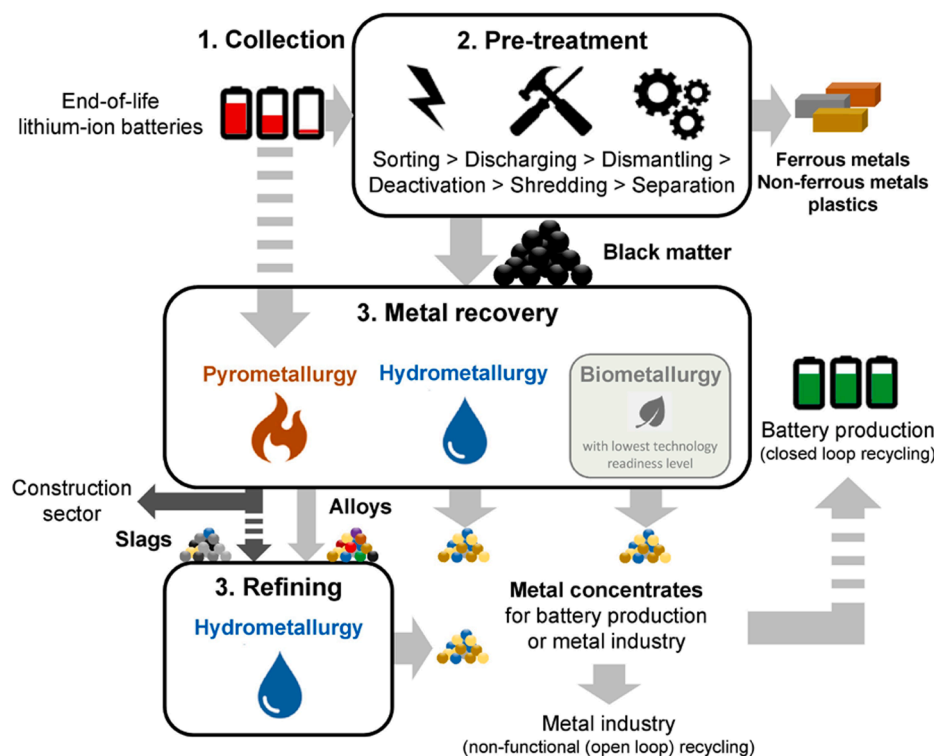 1. Collection
2. Pre-treatment
End-of-life
lithium-ion batteries
Sorting > Discharging > Dismantling >
Deactivation > Shredding > Separation
Ferrous metals
Non-ferrous metals
plastics
Black matter
3. Metal recovery
Pyrometallurgy
Hydrometallurgy
Biometallurgy
with lowest technology
readiness level
Battery production
(closed loop recycling)
Construction
sector
Slags
Alloys
3. Refining
Hydrometallurgy
Metal concentrates
for battery production
or metal industry
Metal industry
(non-functional (open loop) recycling)